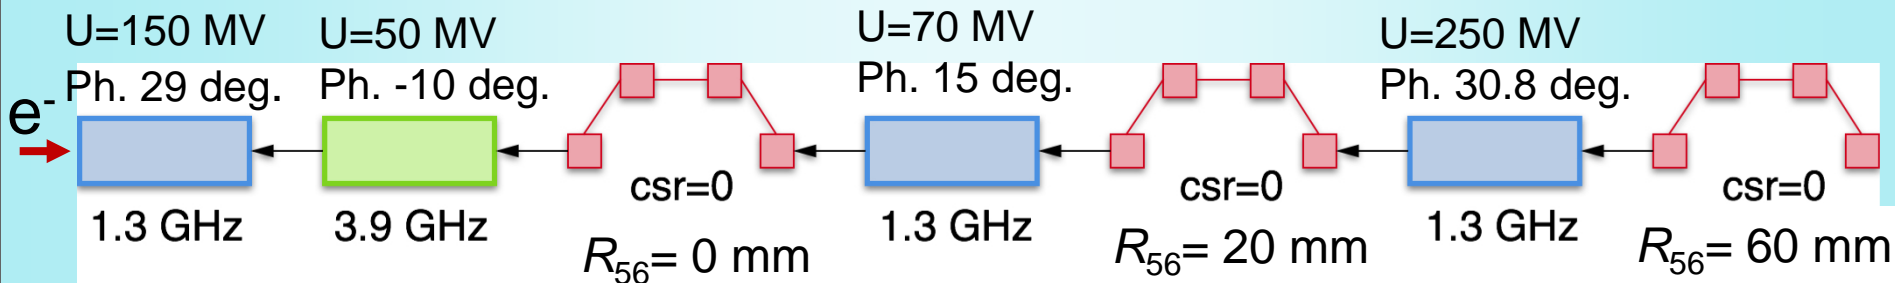 U=150 MV
Ph. 29 deg.
U=50 MV
Ph. -10 deg.
U=70 MV
Ph. 15 deg.
U=250 MV
Ph. 30.8 deg.
e-
csr=0
csr=0
csr=0
1.3 GHz
3.9 GHz
R56= 0 mm
1.3 GHz
R56= 20 mm
1.3 GHz
R56= 60 mm